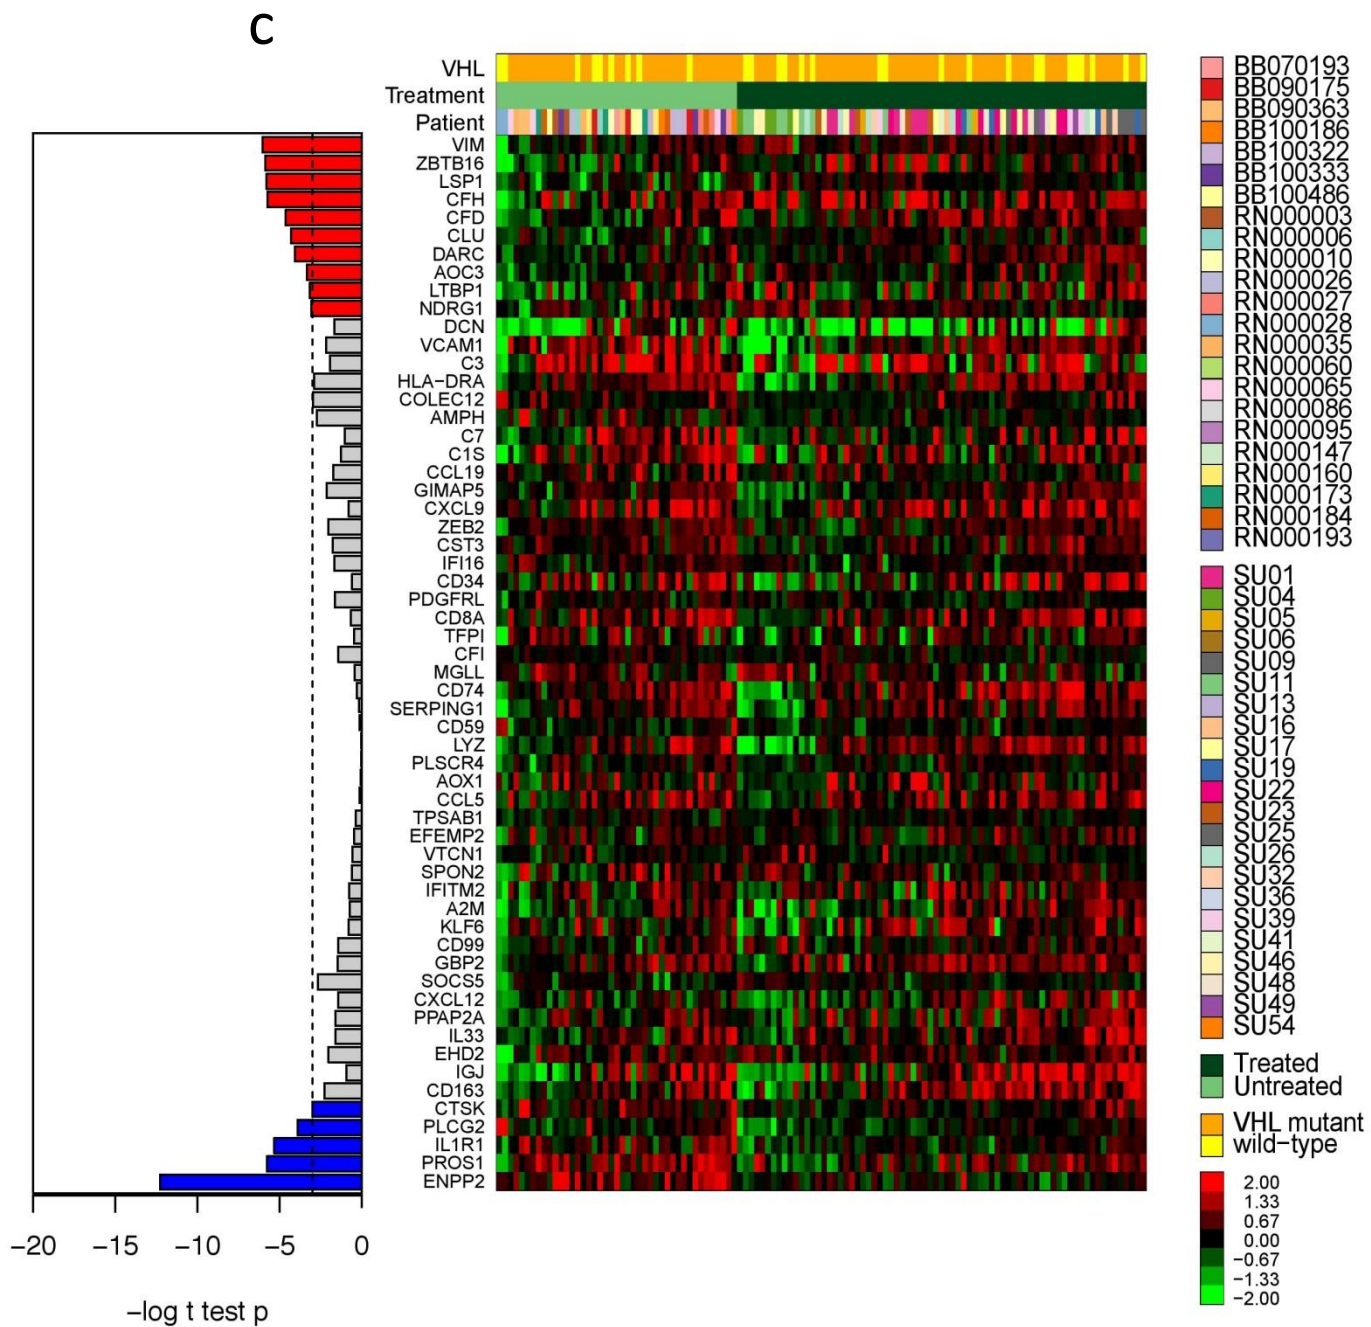 C
VHL
Treatment
Patient
VIM
ZBTB16
LSP1
CFH
CFD
CLU
DARC
AOC3
LTBP1
NDRG1
DCN
VCAM1
C3
HLA−DRA
COLEC12
AMPH
C7
C1S
CCL19
GIMAP5
CXCL9
ZEB2
CST3
IFI16
CD34
PDGFRL
CD8A
TFPI
CFI
MGLL
CD74
SERPING1
CD59
LYZ
PLSCR4
AOX1
CCL5
TPSAB1
EFEMP2
VTCN1
SPON2
IFITM2
A2M
KLF6
CD99
GBP2
SOCS5
CXCL12
PPAP2A
IL33
EHD2
IGJ
CD163
CTSK
PLCG2
IL1R1
PROS1
ENPP2
−20 −15 −10 −5 0
−log t test p
BB070193
BB090175
BB090363
BB100186
BB100322
BB100333
BB100486
RN000003
RN000006
RN000010
RN000026
RN000027
RN000028
RN000035
RN000060
RN000065
RN000086
RN000095
RN000147
RN000160
RN000173
RN000184
RN000193
SU01
SU04
SU05
SU06
SU09
SU11
SU13
SU16
SU17
SU19
SU22
SU23
SU25
SU26
SU32
SU36
SU39
SU41
SU46
SU48
SU49
SU54
Treated
Untreated
VHL mutant
wild−type
2.00
1.33
0.67
0.00
−0.67
−1.33
−2.00